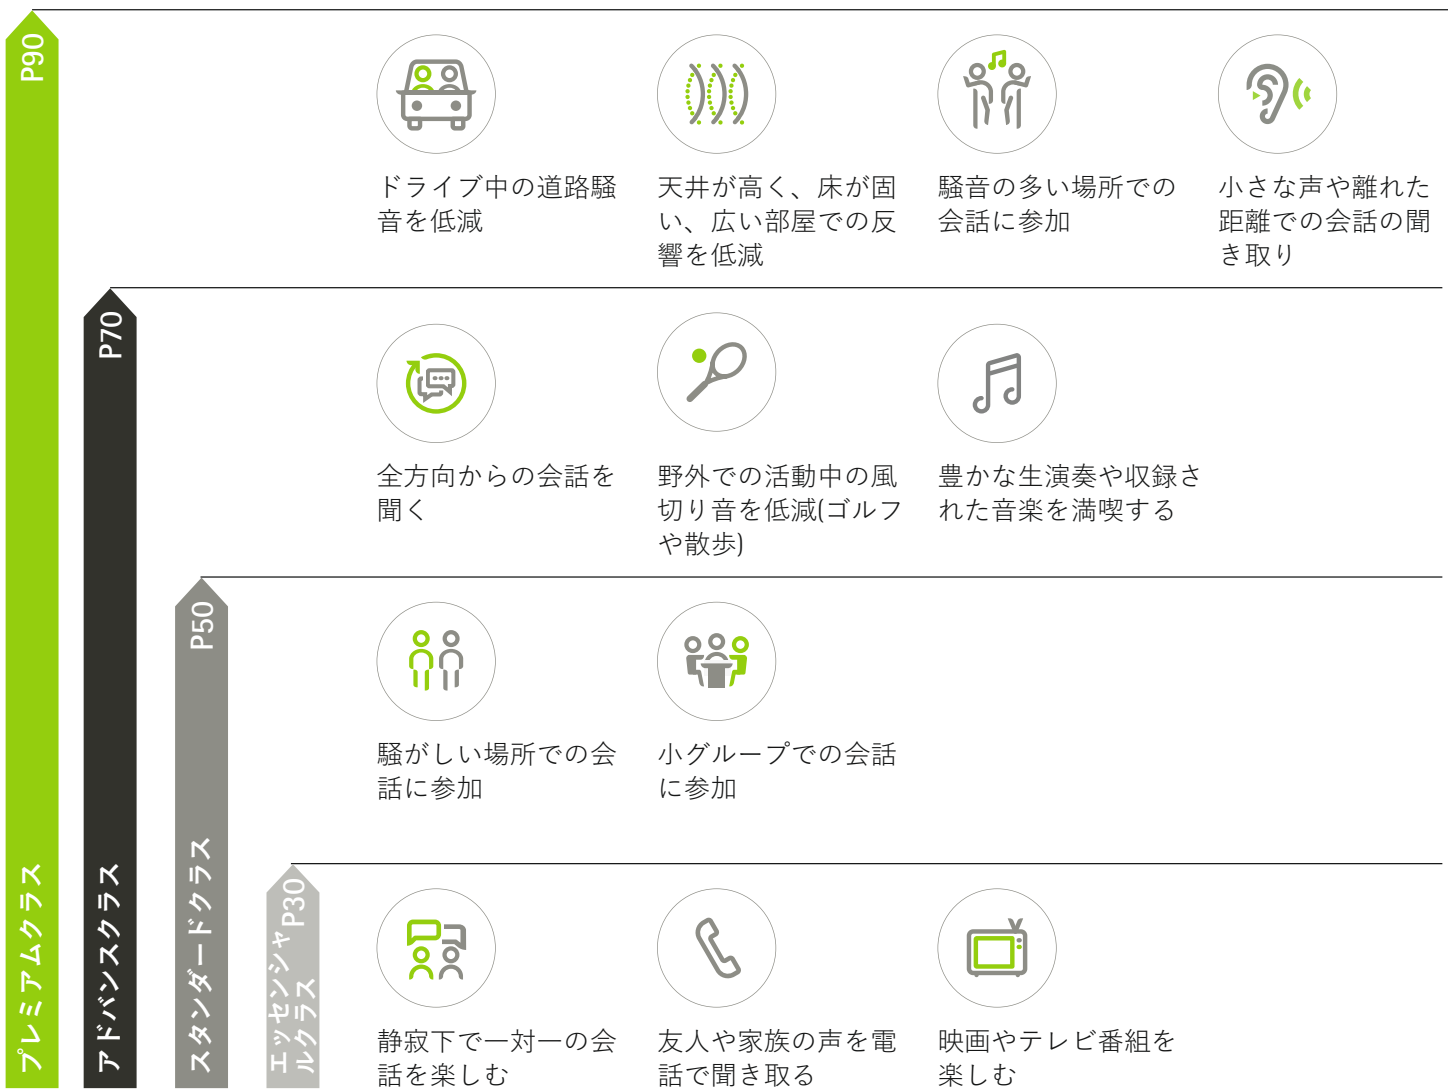 P90
プレミアムクラス
ドライブ中の道路騒
音を低減
天井が高く、床が固
い、広い部屋での反
響を低減
騒音の多い場所での
会話に参加
小さな声や離れた
距離での会話の聞
き取り
P70
アドバンスクラス
全方向からの会話を
聞く
野外での活動中の風
切り音を低減(ゴルフ
や散歩)
豊かな生演奏や収録さ
れた音楽を満喫する
P50
スタンダードクラス
騒がしい場所での会
話に参加
小グループでの会話
に参加
P30
エッセンシャ
ルクラス
静寂下で一対一の会
話を楽しむ
友人や家族の声を電
話で聞き取る
映画やテレビ番組を
楽しむ